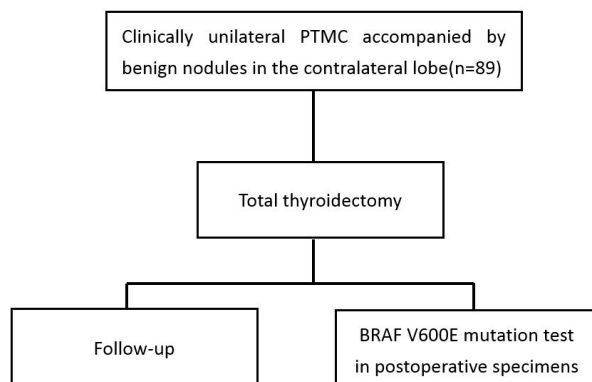 Clinically unilateral PTMC accompanied by
benign nodules in the contralateral lobe(n=89)
Total thyroidectomy
Follow-up
BRAF V600E mutation test
in postoperative specimens